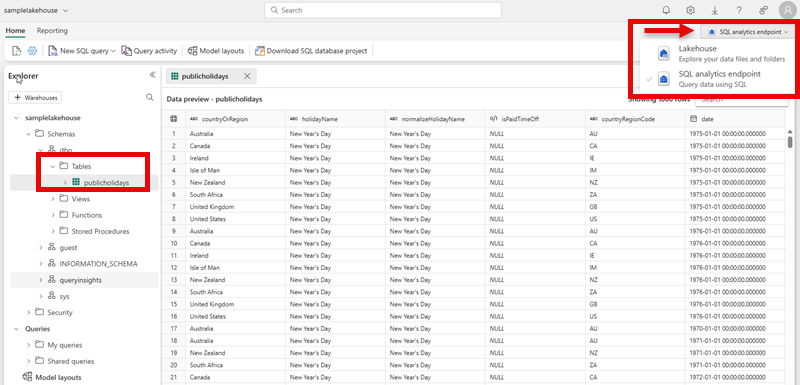 samplelakehouse
Search
Home Reporting
SQL analytics endpoint
New SQL query Query activity Model layouts Download SQL database project
Lakehouse
Explore your data files and folders
SQL analytics endpoint
Query data using SQL
Explorer
+ Warehouses
samplelakehouse
Schemas
dbo
Tables
publicholidays
Views
Functions
Stored Procedures
guest
INFORMATION_SCHEMA
queryinsights
sys
Security
Queries
My queries
Shared queries
Model layouts
publicholidays
Data preview - publicholidays
Showing 1000 rows Search
ABC countryOrRegion ABC holidayName ABC normalizeHolidayName isPaidTimeOff ABC countryRegionCode date
1 Australia New Year's Day New Year's Day NULL AU 1975-01-01 00:00:00.000000
2 Canada New Year's Day New Year's Day NULL CA 1975-01-01 00:00:00.000000
3 Ireland New Year's Day New Year's Day NULL IE 1975-01-01 00:00:00.000000
4 Isle of Man New Year's Day New Year's Day NULL IM 1975-01-01 00:00:00.000000
5 New Zealand New Year's Day New Year's Day NULL NZ 1975-01-01 00:00:00.000000
6 South Africa New Year's Day New Year's Day NULL ZA 1975-01-01 00:00:00.000000
7 United Kingdom New Year's Day New Year's Day NULL GB 1975-01-01 00:00:00.000000
8 United States New Year's Day New Year's Day NULL US 1975-01-01 00:00:00.000000
9 Australia New Year's Day New Year's Day NULL AU 1976-01-01 00:00:00.000000
10 Canada New Year's Day New Year's Day NULL CA 1976-01-01 00:00:00.000000
11 Ireland New Year's Day New Year's Day NULL IE 1976-01-01 00:00:00.000000
12 Isle of Man New Year's Day New Year's Day NULL IM 1976-01-01 00:00:00.000000
13 New Zealand New Year's Day New Year's Day NULL NZ 1976-01-01 00:00:00.000000
14 South Africa New Year's Day New Year's Day NULL ZA 1976-01-01 00:00:00.000000
15 United Kingdom New Year's Day New Year's Day NULL GB 1976-01-01 00:00:00.000000
16 United States New Year's Day New Year's Day NULL US 1976-01-01 00:00:00.000000
17 Australia New Year's Day New Year's Day NULL AU 1970-01-01 00:00:00.000000
18 Australia New Year's Day New Year's Day NULL AU 1971-01-01 00:00:00.000000
19 New Zealand New Year's Day New Year's Day NULL NZ 1971-01-01 00:00:00.000000
20 South Africa New Year's Day New Year's Day NULL ZA 1971-01-01 00:00:00.000000
21 Canada New Year's Day New Year's Day NULL CA 1972-01-01 00:00:00.000000